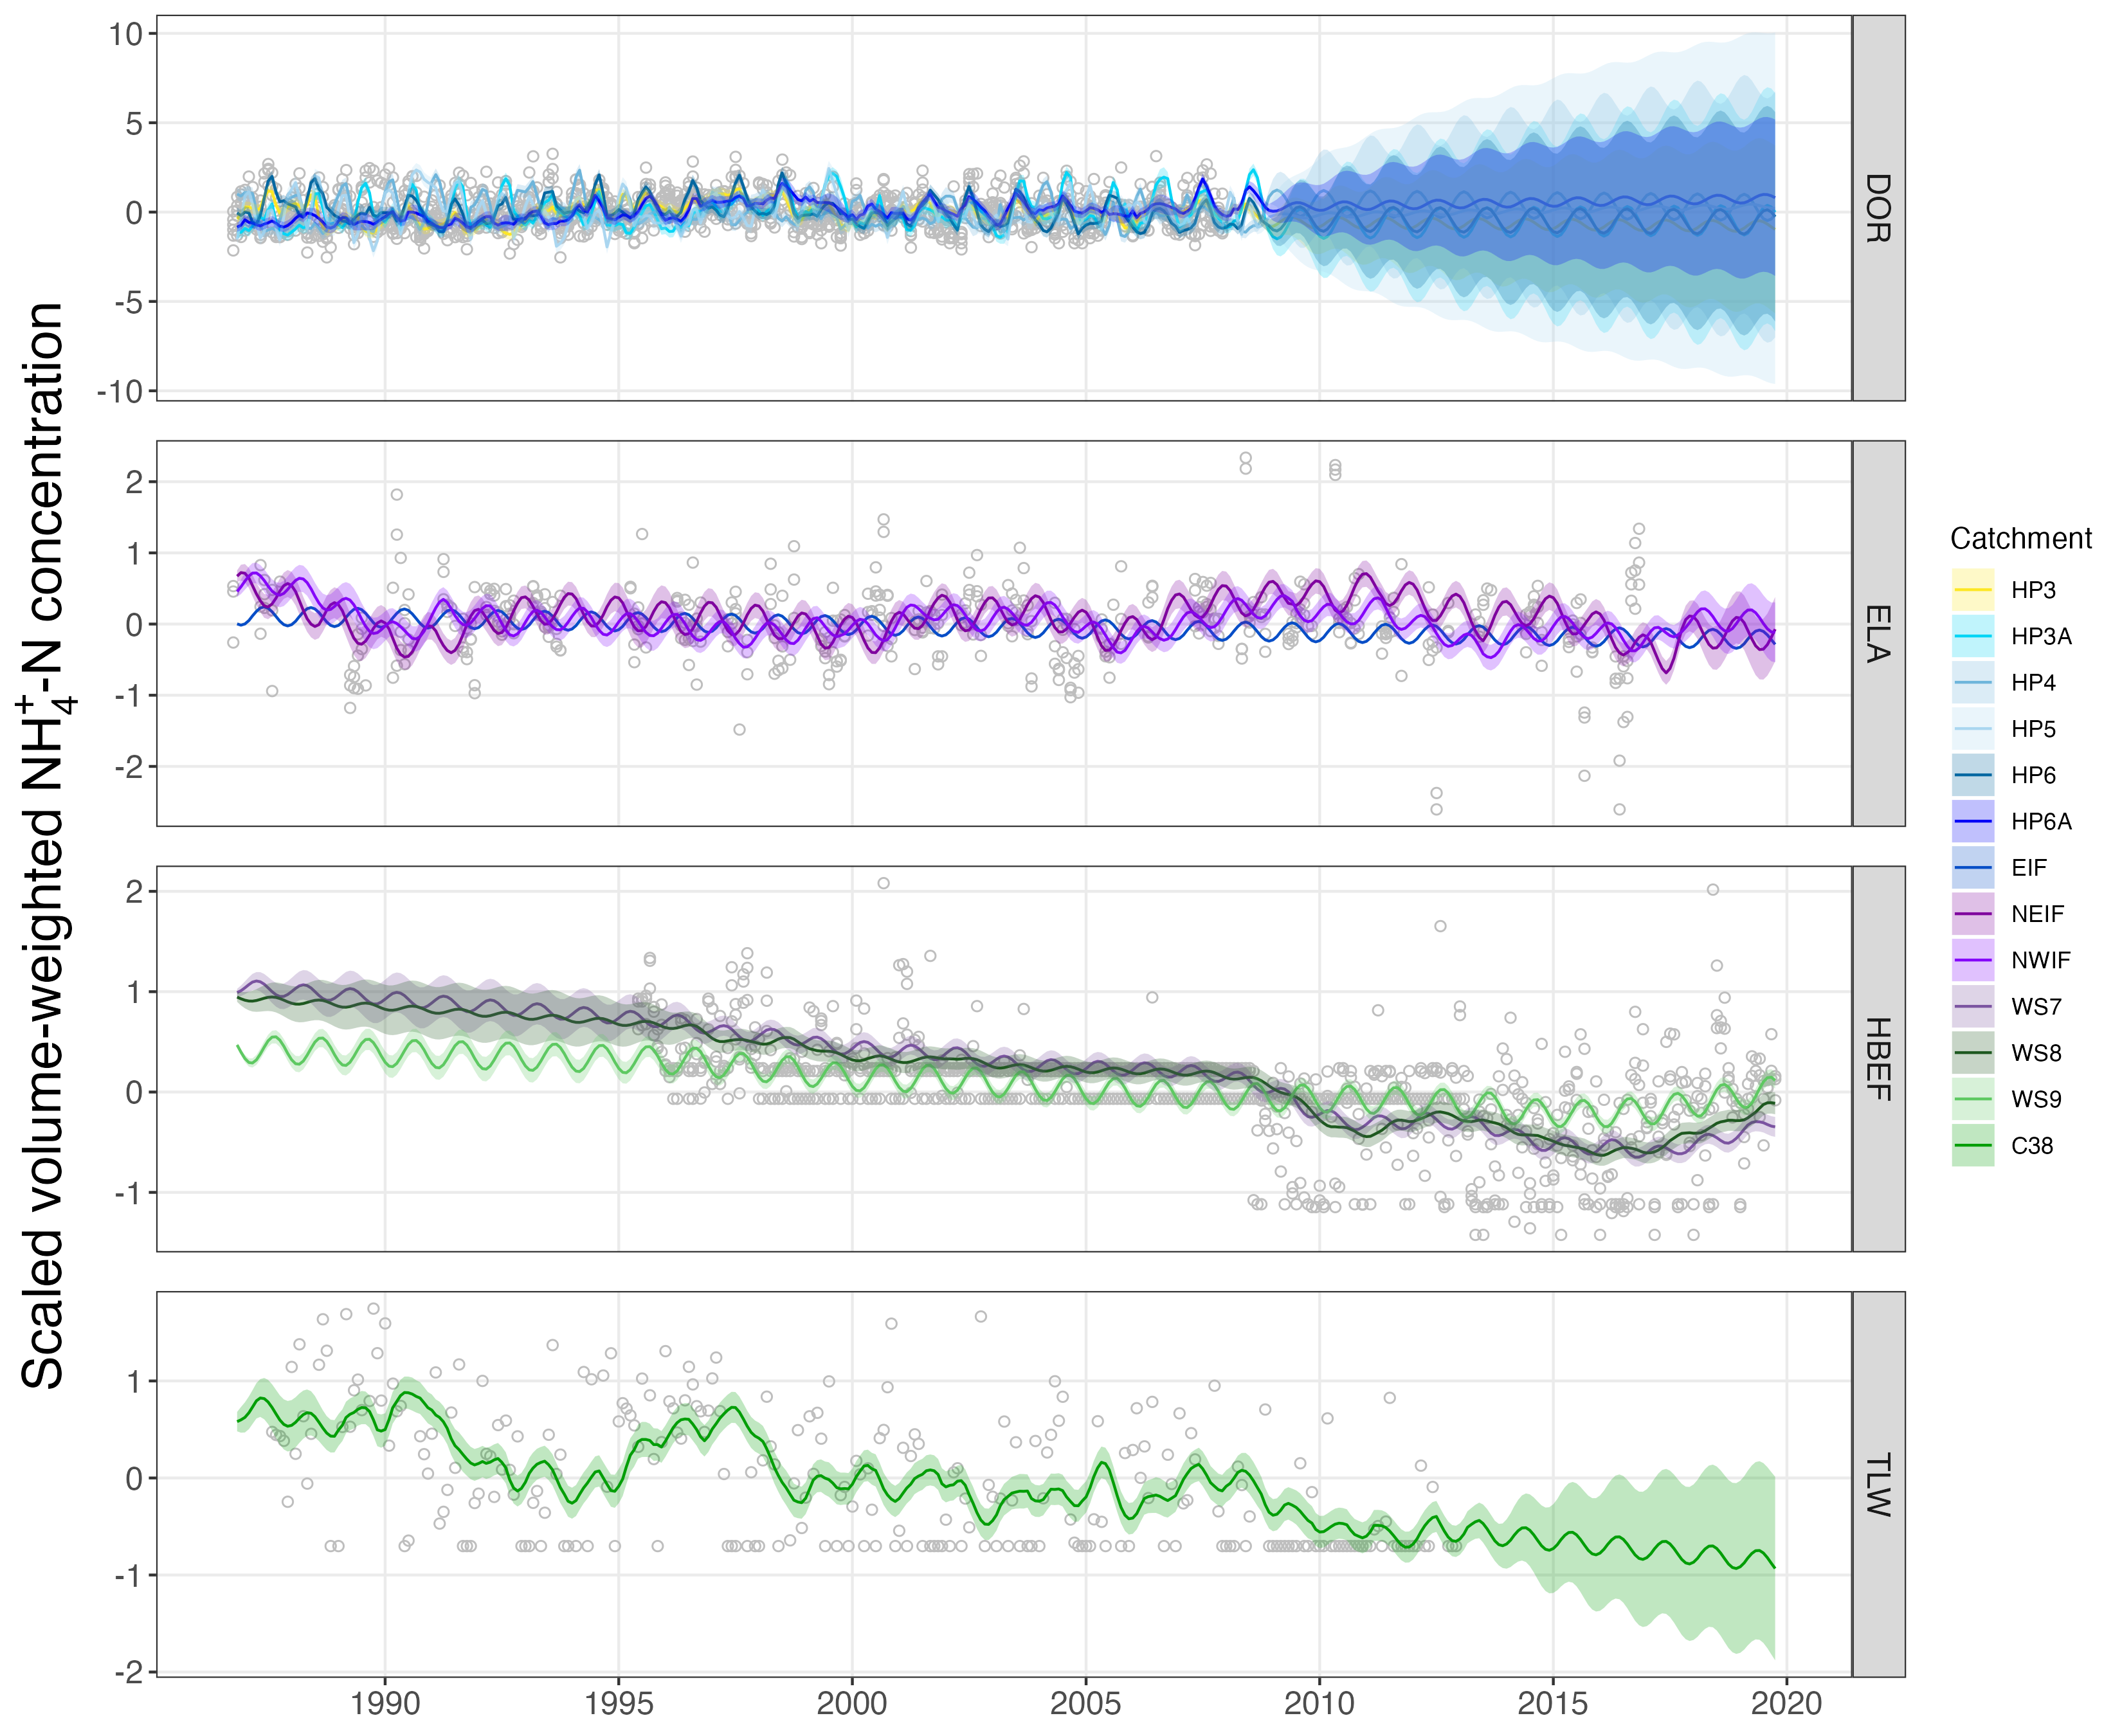 Scaled volume-weighted NH₄⁺-N concentration
10
5
0
-5
-10
DOR
2
1
0
-1
-2
ELA
2
1
0
-1
HBEF
1
0
-1
-2
TLW
1990 1995 2000 2005 2010 2015 2020
Catchment
HP3
HP3A
HP4
HP5
HP6
HP6A
EIF
NEIF
NWIF
WS7
WS8
WS9
C38